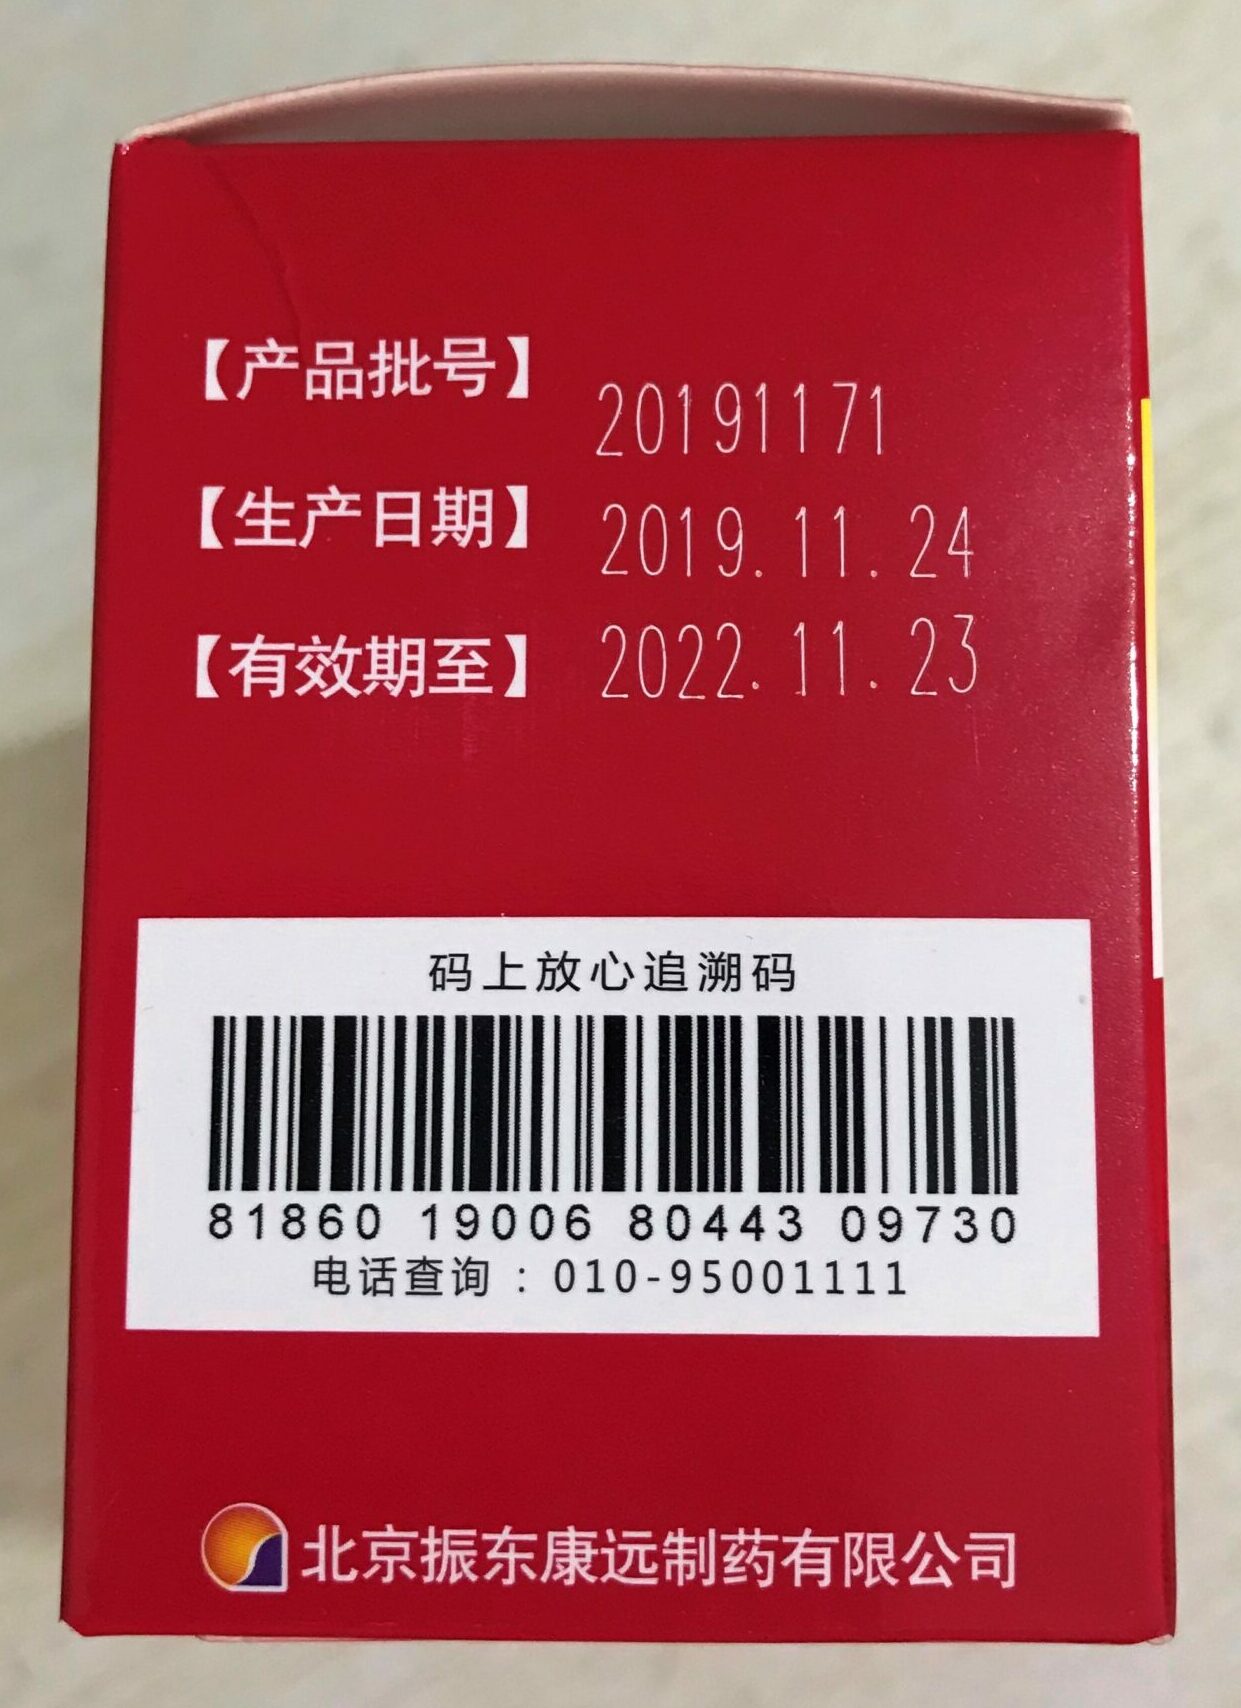 【产品批号】 20191171
【生产日期】 2019.11.24
【有效期至】 2022.11.23
码上放心追溯码
81860 19006 80443 09730
电话查询：010-95001111
北京振东康远制药有限公司